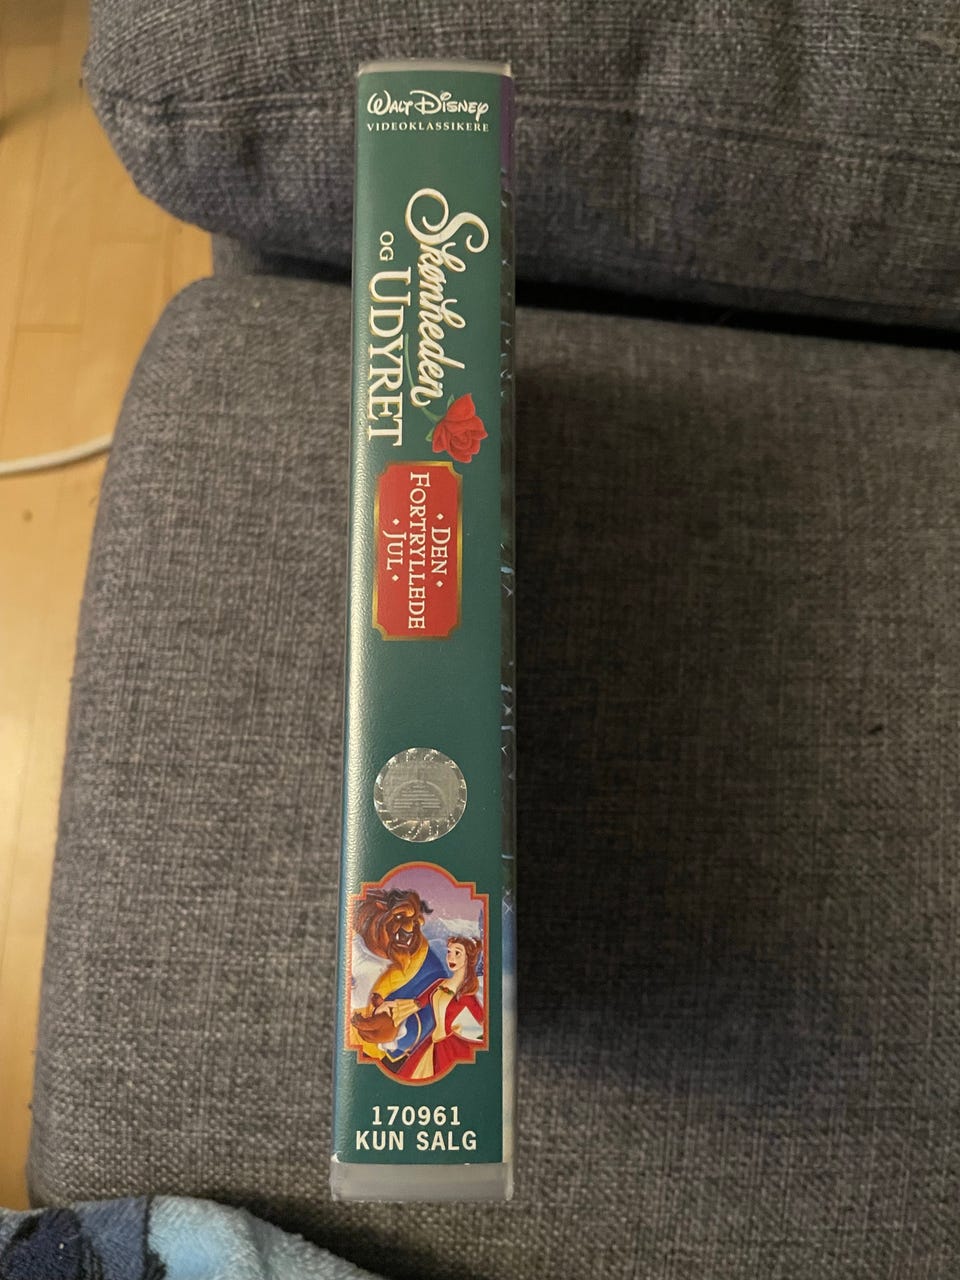 WALT DISNEY
VIDEOKLASSIKERE
Skønheden
OG UDYRET
• DEN •
FORTRYLLEDE
• JUL •
170961
KUN SALG